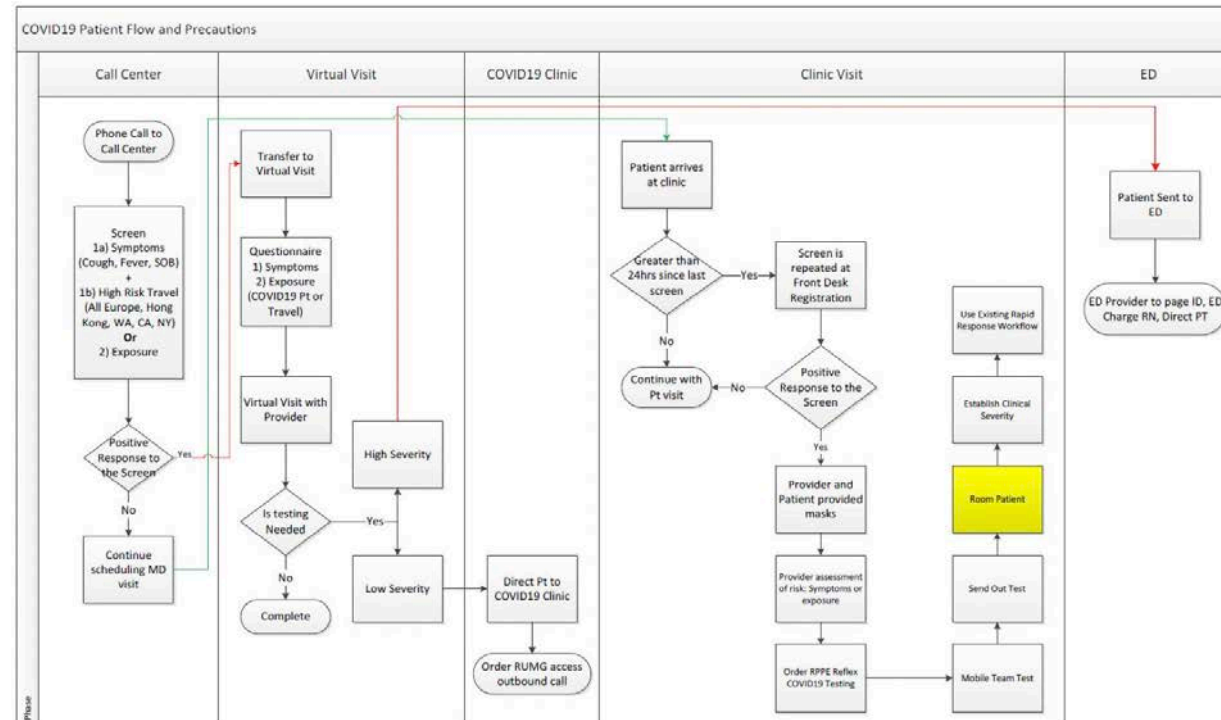 COVID19 Patient Flow and Precautions
Call Center
Virtual Visit
COVID19 Clinic
Clinic Visit
ED
Phone Call to
Call Center
Screen
1a) Symptoms
(Cough, Fever, SOB)
+
1b) High Risk Travel
(All Europe, Hong
Kong, WA, CA, NY)
Or
2) Exposure
Positive
Response to
the Screen
Yes
No
Continue
scheduling MD
visit
Transfer to
Virtual Visit
Questionnaire
1) Symptoms
2) Exposure
(COVID19 Pt or
Travel)
Virtual Visit with
Provider
Is testing
Needed
Yes
No
Complete
High Severity
Low Severity
Direct Pt to
COVID19 Clinic
Order RUMG access
outbound call
Patient arrives
at clinic
Greater than
24hrs since last
screen
Yes
No
Continue with
Pt visit
Screen is
repeated at
Front Desk
Registration
Positive
Response to the
Screen
No
Yes
Provider and
Patient provided
masks
Provider assessment
of risk: Symptoms or
exposure
Order RPPE Reflex
COVID19 Testing
Mobile Team Test
Send Out Test
Room Patient
Establish Clinical
Severity
Use Existing Rapid
Response Workflow
Patient Sent to
ED
ED Provider to page ID, ED
Charge RN, Direct PT
Phase